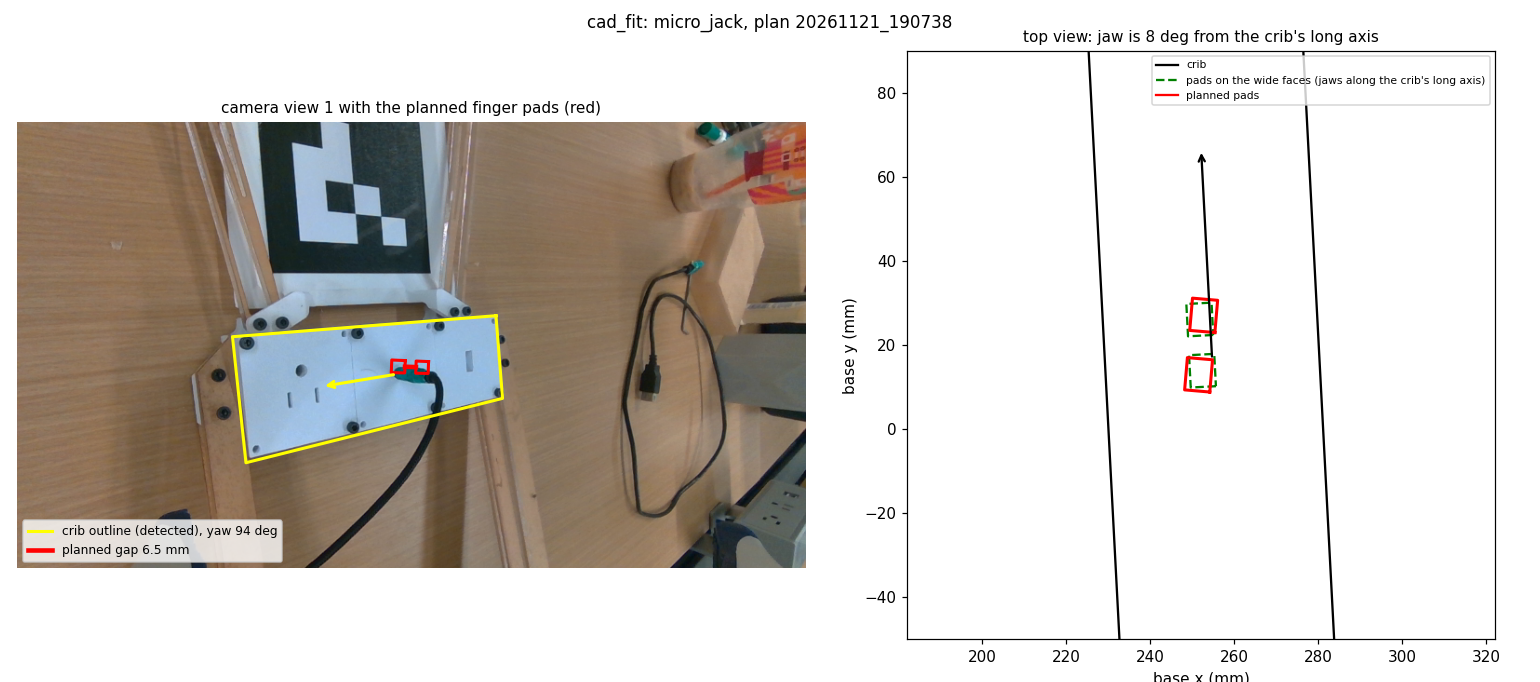 cad_fit: micro_jack, plan 20261121_190738
camera view 1 with the planned finger pads (red)
crib outline (detected), yaw 94 deg
planned gap 6.5 mm
top view: jaw is 8 deg from the crib's long axis
crib
pads on the wide faces (jaws along the crib's long axis)
planned pads
base y (mm)
80
60
40
20
0
−20
−40
200
220
240
260
280
300
320
base x (mm)